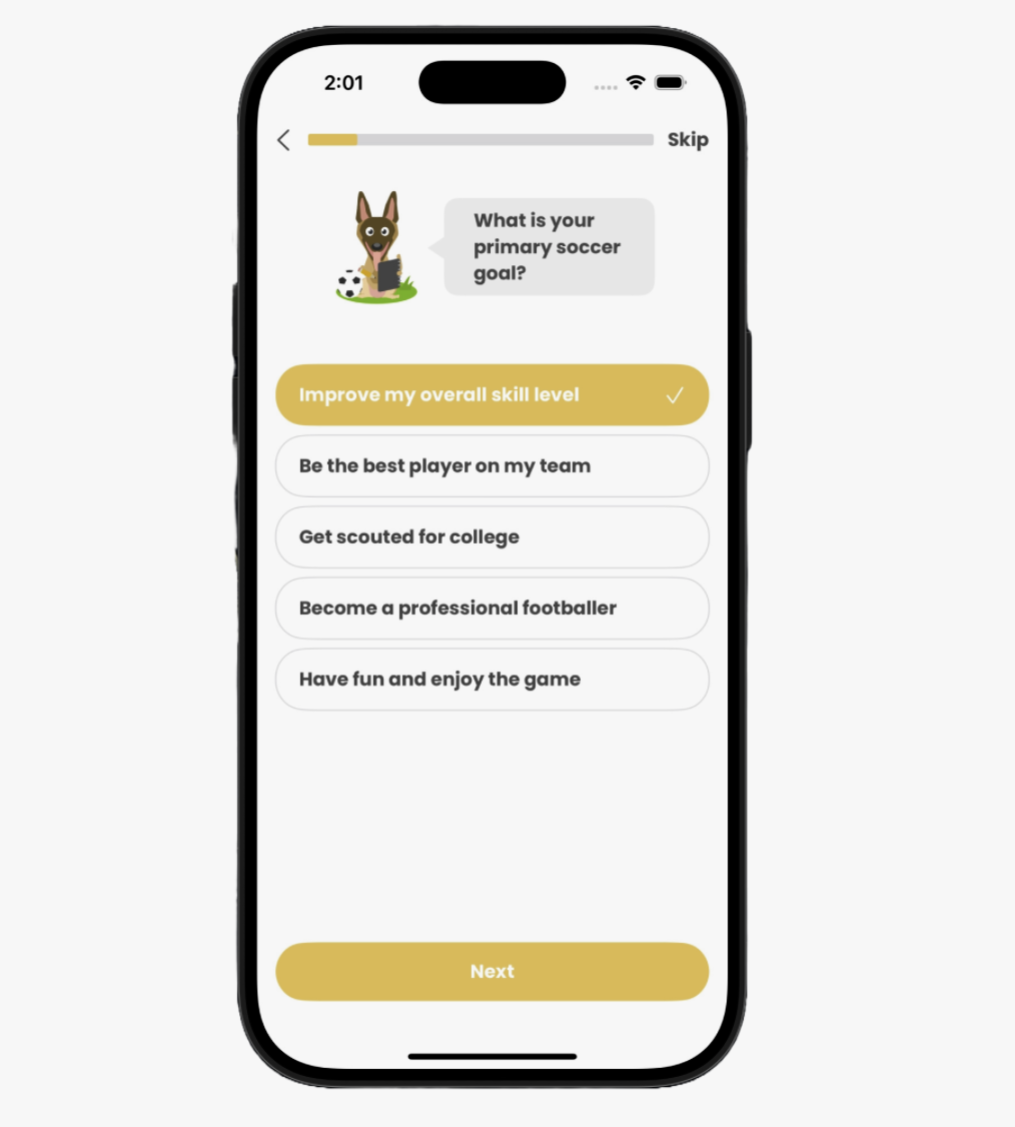 2:01
Skip
What is your
primary soccer
goal?
Improve my overall skill level
Be the best player on my team
Get scouted for college
Become a professional footballer
Have fun and enjoy the game
Next